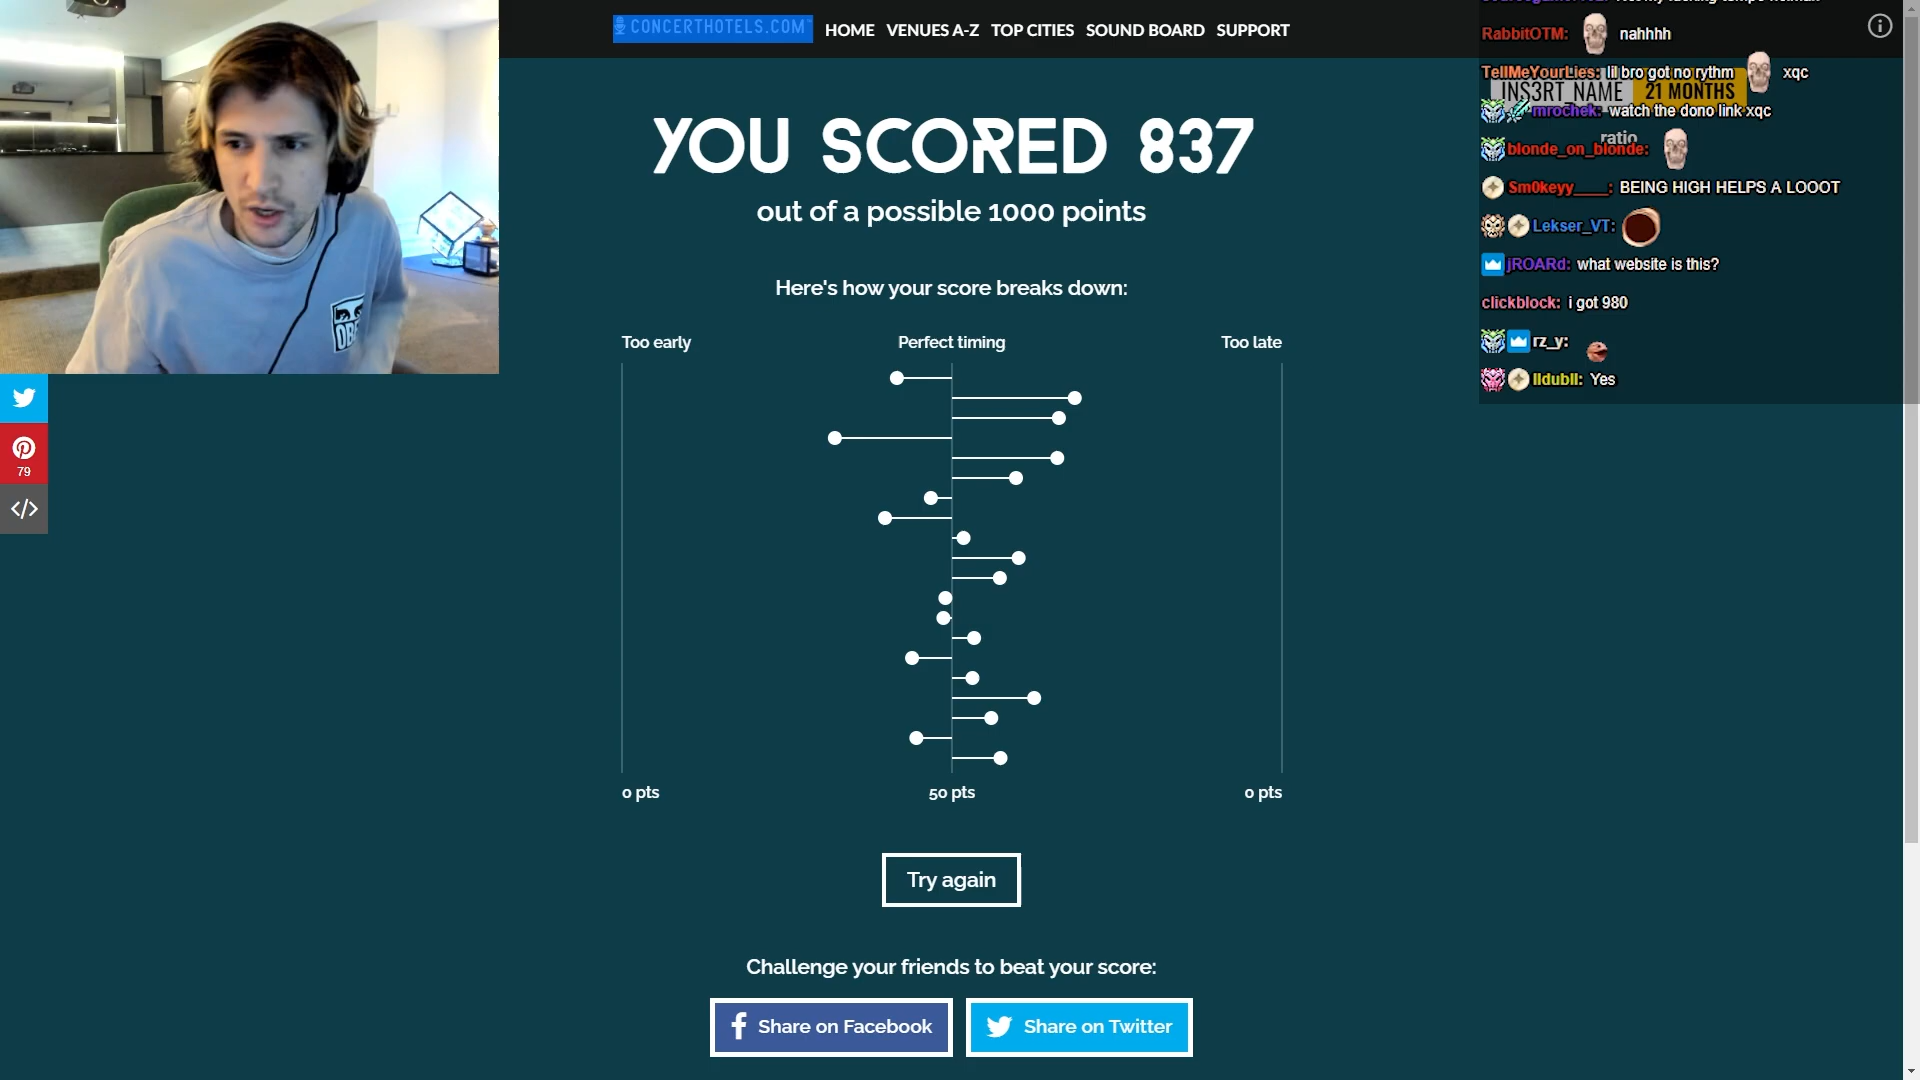 CONCERTHOTELS.COM
HOME VENUES A-Z TOP CITIES SOUND BOARD SUPPORT
YOU SCORED 837
out of a possible 1000 points
Here's how your score breaks down:
Too early Perfect timing Too late
0 pts 50 pts 0 pts
Try again
Challenge your friends to beat your score:
Share on Facebook Share on Twitter
79
OBE
RabbitOTM: nahhhh
TellMeYourLies: lil bro got no rythm xqc
INS3RT_NAME 21 MONTHS
mrochek: watch the dono link xqc
ratio
blonde_on_blonde:
Sm0keyy____: BEING HIGH HELPS A LOOOT
Lekser_VT:
jROARd: what website is this?
clickblock: i got 980
rz_y:
lldubll: Yes